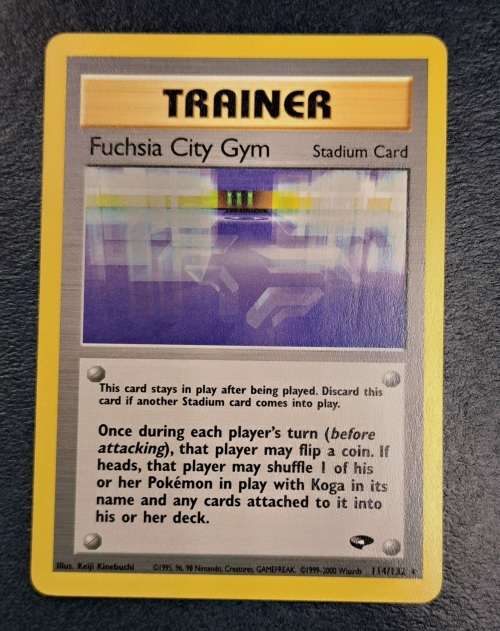 TRAINER
Fuchsia City Gym Stadium Card
This card stays in play after being played. Discard this
card if another Stadium card comes into play.
Once during each player's turn (before
attacking), that player may flip a coin. If
heads, that player may shuffle 1 of his
or her Pokémon in play with Koga in its
name and any cards attached to it into
his or her deck.
Illus. Keiji Kinebuchi ©1995, 96, 98 Nintendo, Creatures, GAMEFREAK. ©1999-2000 Wizards 114/132 ★